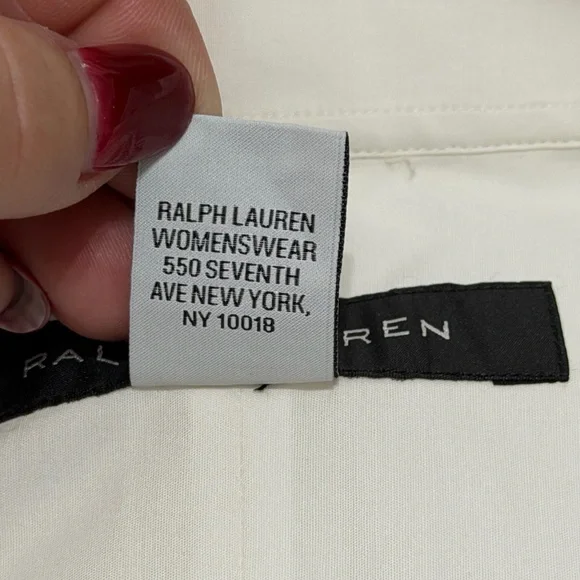 RALPH LAUREN
WOMENSWEAR
550 SEVENTH
AVE NEW YORK,
NY 10018
RAL REN